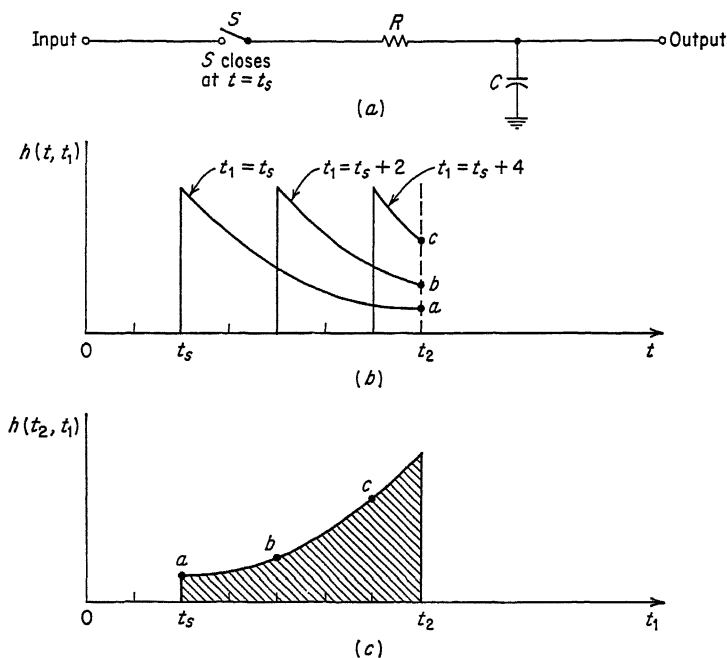 S R
Input Output
S closes
at t = t_s
C
(a)
h(t, t_1)
t_1 = t_s t_1 = t_s + 2 t_1 = t_s + 4
c
b
a
0 t_s t_2 t
(b)
h(t_2, t_1)
c
b
a
0 t_s t_2 t_1
(c)